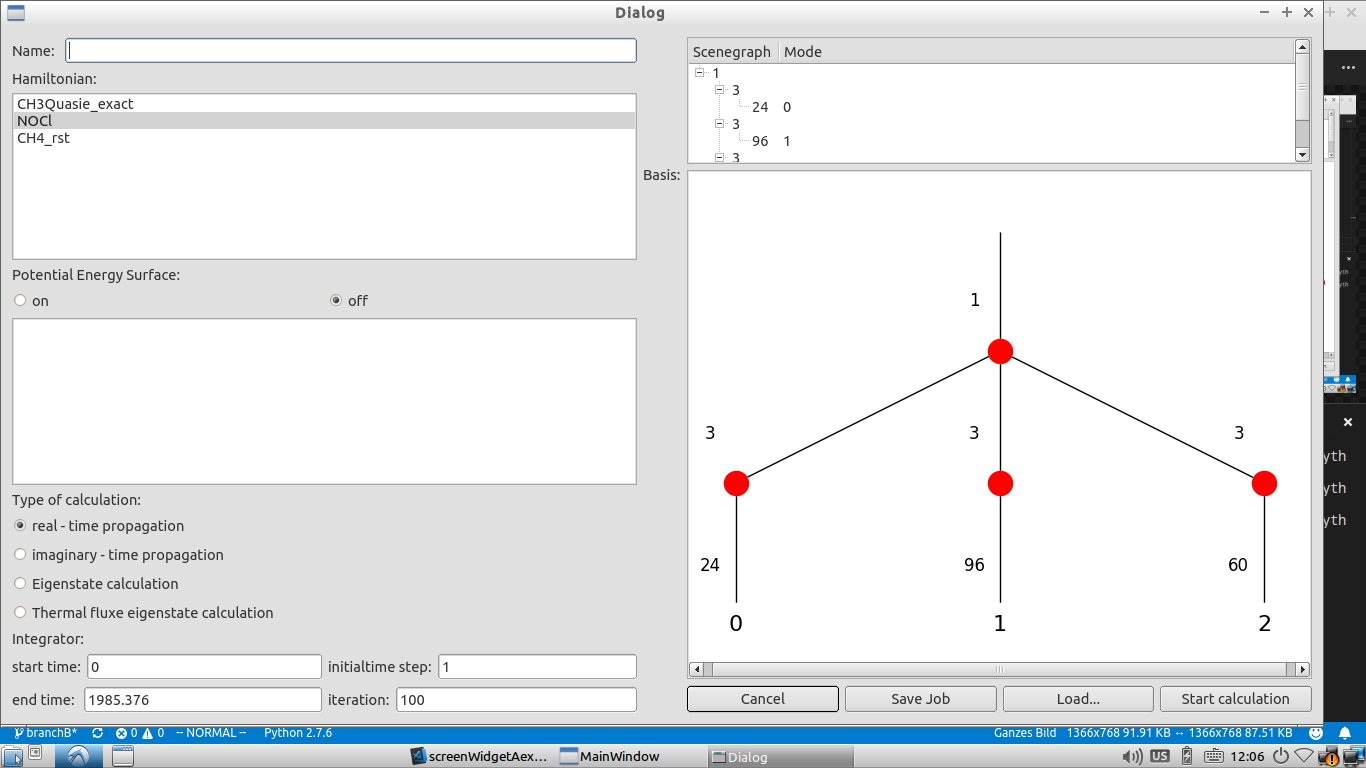 Dialog
Name:
Hamiltonian:
CH3Quasie_exact
NOCl
CH4_rst
Potential Energy Surface:
on off
Type of calculation:
real - time propagation
imaginary - time propagation
Eigenstate calculation
Thermal fluxe eigenstate calculation
Integrator:
start time: 0 initialtime step: 1
end time: 1985.376 iteration: 100
Basis:
Scenegraph Mode
1
3
24 0
3
96 1
3
1
3 3 3
24 96 60
0 1 2
Cancel Save Job Load... Start calculation
yth
yth
yth
branchB* 0 0 -- NORMAL -- Python 2.7.6 Ganzes Bild 1366x768 91.91 KB -- 1366x768 87.51 KB
screenWidgetAex... MainWindow Dialog US 12:06